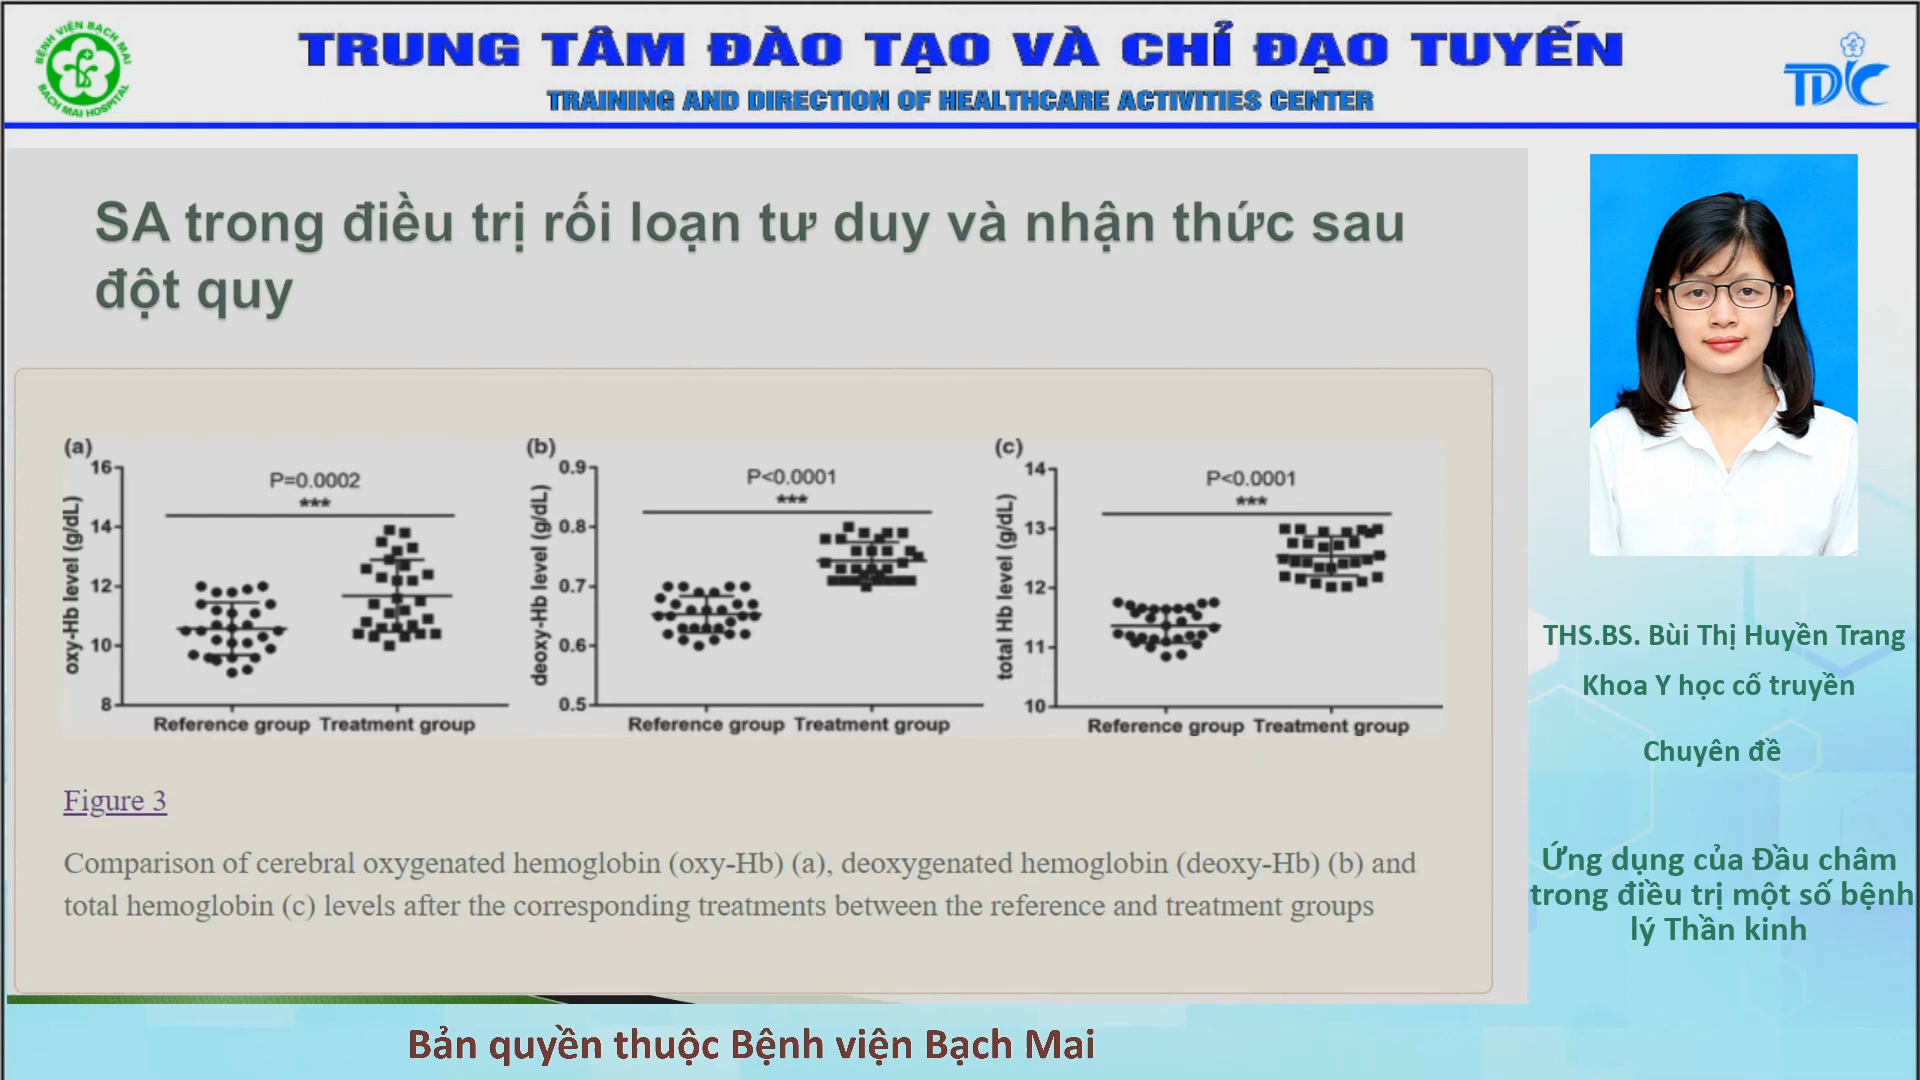 BỆNH VIỆN BẠCH MAI
BACH MAI HOSPITAL
TRUNG TÂM ĐÀO TẠO VÀ CHỈ ĐẠO TUYẾN
TRAINING AND DIRECTION OF HEALTHCARE ACTIVITIES CENTER
TDC
SA trong điều trị rối loạn tư duy và nhận thức sau
đột quy
(a)
oxy-Hb level (g/dL)
16
14
12
10
8
P=0.0002
***
Reference group Treatment group
(b)
deoxy-Hb level (g/dL)
0.9
0.8
0.7
0.6
0.5
P<0.0001
***
Reference group Treatment group
(c)
total Hb level (g/dL)
14
13
12
11
10
P<0.0001
***
Reference group Treatment group
Figure 3
Comparison of cerebral oxygenated hemoglobin (oxy-Hb) (a), deoxygenated hemoglobin (deoxy-Hb) (b) and
total hemoglobin (c) levels after the corresponding treatments between the reference and treatment groups
THS.BS. Bùi Thị Huyền Trang
Khoa Y học cổ truyền
Chuyên đề
Ứng dụng của Đầu châm
trong điều trị một số bệnh
lý Thần kinh
Bản quyền thuộc Bệnh viện Bạch Mai